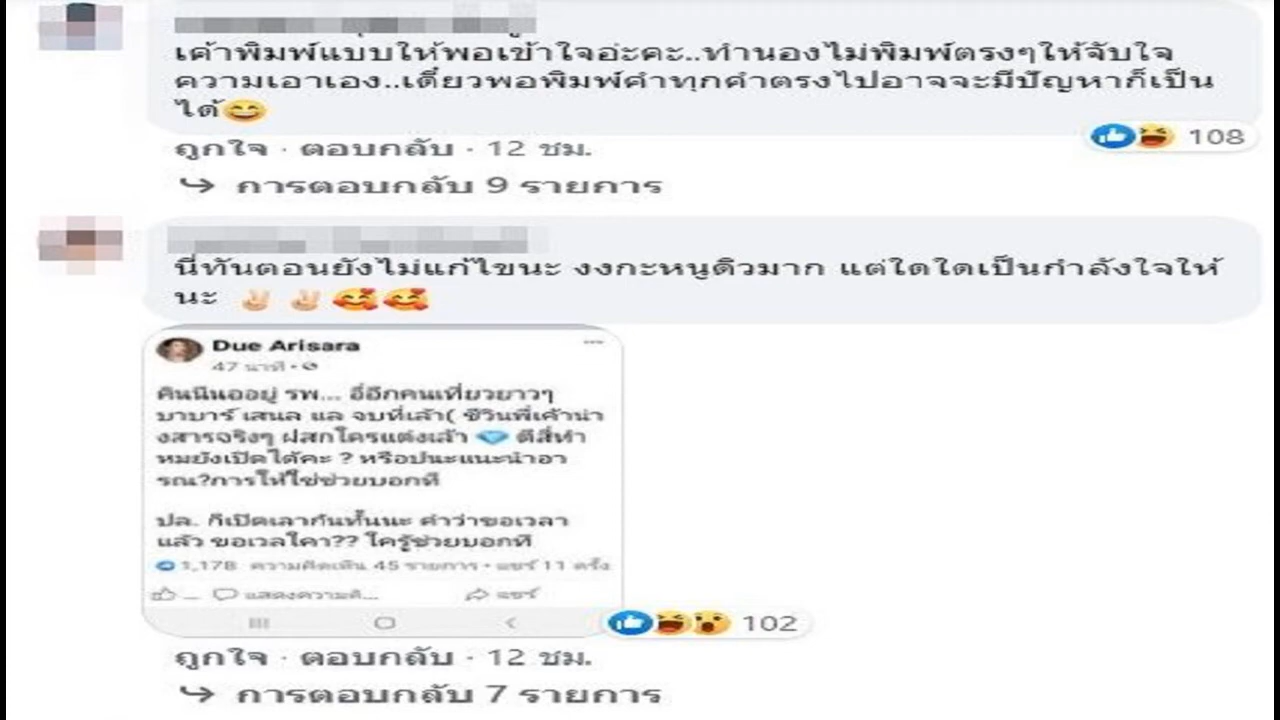 เค้าพิมพ์แบบให้พอเข้าใจอ่ะคะ..ทำนองไม่พิมพ์ตรงๆให้จับใจ
ความเอาเอง..เดี๋ยวพอพิมพ์คำทุกคำตรงไปอาจจะมีปัญหาก็เป็น
ได้
108
ถูกใจ · ตอบกลับ · 12 ชม.
การตอบกลับ 9 รายการ
นี่ทันตอนยังไม่แก้ไขนะ งงกะหนูดิวมาก แต่ใดใดเป็นกำลังใจให้
นะ
Due Arisara
47 นาที
คืนนี้นออยู่ รพ... อี่อีกคนเที่ยวยาวๆ
บาบาร์ เสนล แล จบที่เล้า( ชีวินพี่เค้าน่า
งสารจริงๆ ฝสกโครแต่งเล้า ตีสี่ทำ
หมยังเปิดได้คะ ? หรือปนะแนะนำอา
รณ?การให้ใช่ช่วยบอกที
ปล. ก็เปิดเลากันทั้นนะ คำว่าขอเวลา
แล้ว ขอเวลใคา?? ใครรู้ช่วยบอกที
1,178 ความคิดเห็น 45 รายการ · แชร์ 11 ครั้ง
... แสดงความคิ... แชร์
102
ถูกใจ · ตอบกลับ · 12 ชม.
การตอบกลับ 7 รายการ